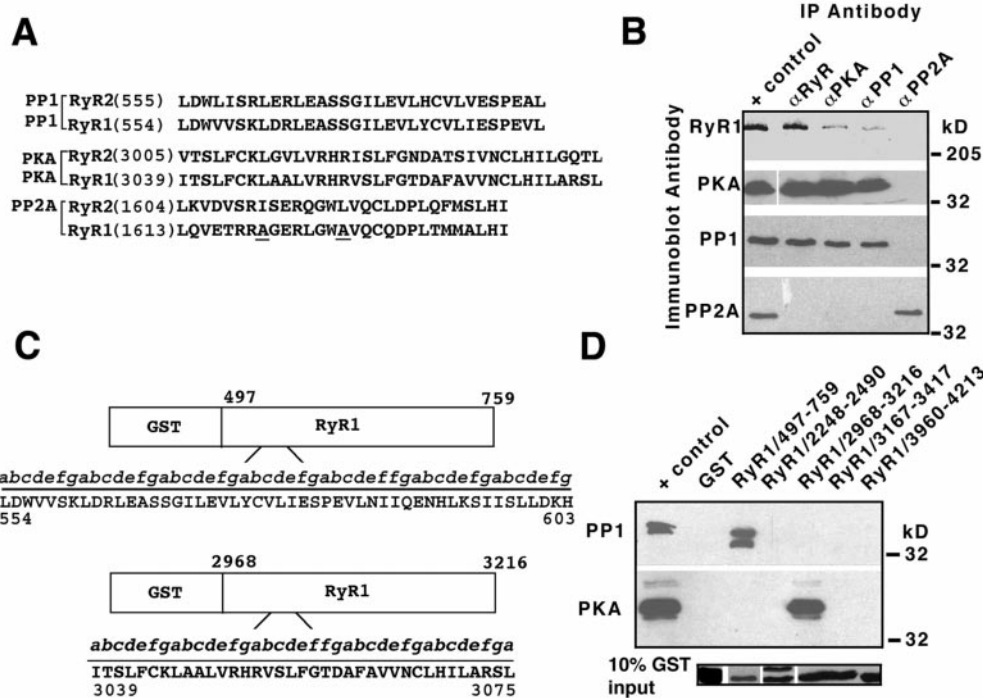 A
PP1 RyR2(555) LDWLISRLERLEASSGILEVLHCVLVESPEAL
PP1 RyR1(554) LDWVVSKLDRLEASSGILEVLYCVLIESPEVL
PKA RyR2(3005) VTSLFCKLGVLVRHRISLFGNDATSIVNCLHILGQTL
PKA RyR1(3039) ITSLFCKLAALVRHRVSLFGTDAFAVVNCLHILARSL
PP2A RyR2(1604) LKVDVSRISERQGWLVQCLDPLQFMSLHI
RyR1(1613) LQVETRRAGERLGWAVQCQDPLTMMALHI
B
IP Antibody
+ control
αRyR
αPKA
αPP1
αPP2A
Immunoblot Antibody
RyR1
kD
205
PKA
32
PP1
32
PP2A
32
C
497 759
GST RyR1
abcdefgabcdefgabcdefgabcdefgabcdeffgabcdefgabcdefg
LDWVVSKLDRLEASSGILEVLYCVLIESPEVLNIIQENHLKSIISLLDKH
554 603
2968 3216
GST RyR1
abcdefgabcdefgabcdeffgabcdefgabcdefga
ITSLFCKLAALVRHRVSLFGTDAFAVVNCLHILARSL
3039 3075
D
+ control
GST
RyR1/497-759
RyR1/2248-2490
RyR1/2968-3216
RyR1/3167-3417
RyR1/3960-4213
PP1
kD
32
PKA
32
10% GST
input